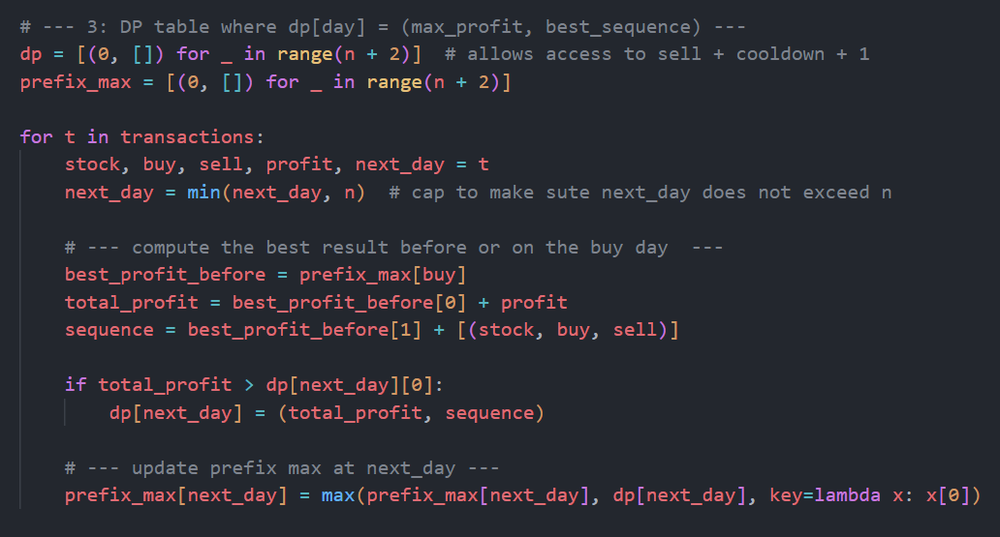 # --- 3: DP table where dp[day] = (max_profit, best_sequence) ---
dp = [(0, []) for _ in range(n + 2)]  # allows access to sell + cooldown + 1
prefix_max = [(0, []) for _ in range(n + 2)]

for t in transactions:
    stock, buy, sell, profit, next_day = t
    next_day = min(next_day, n)  # cap to make sute next_day does not exceed n

    # --- compute the best result before or on the buy day  ---
    best_profit_before = prefix_max[buy]
    total_profit = best_profit_before[0] + profit
    sequence = best_profit_before[1] + [(stock, buy, sell)]

    if total_profit > dp[next_day][0]:
        dp[next_day] = (total_profit, sequence)

    # --- update prefix max at next_day ---
    prefix_max[next_day] = max(prefix_max[next_day], dp[next_day], key=lambda x: x[0])